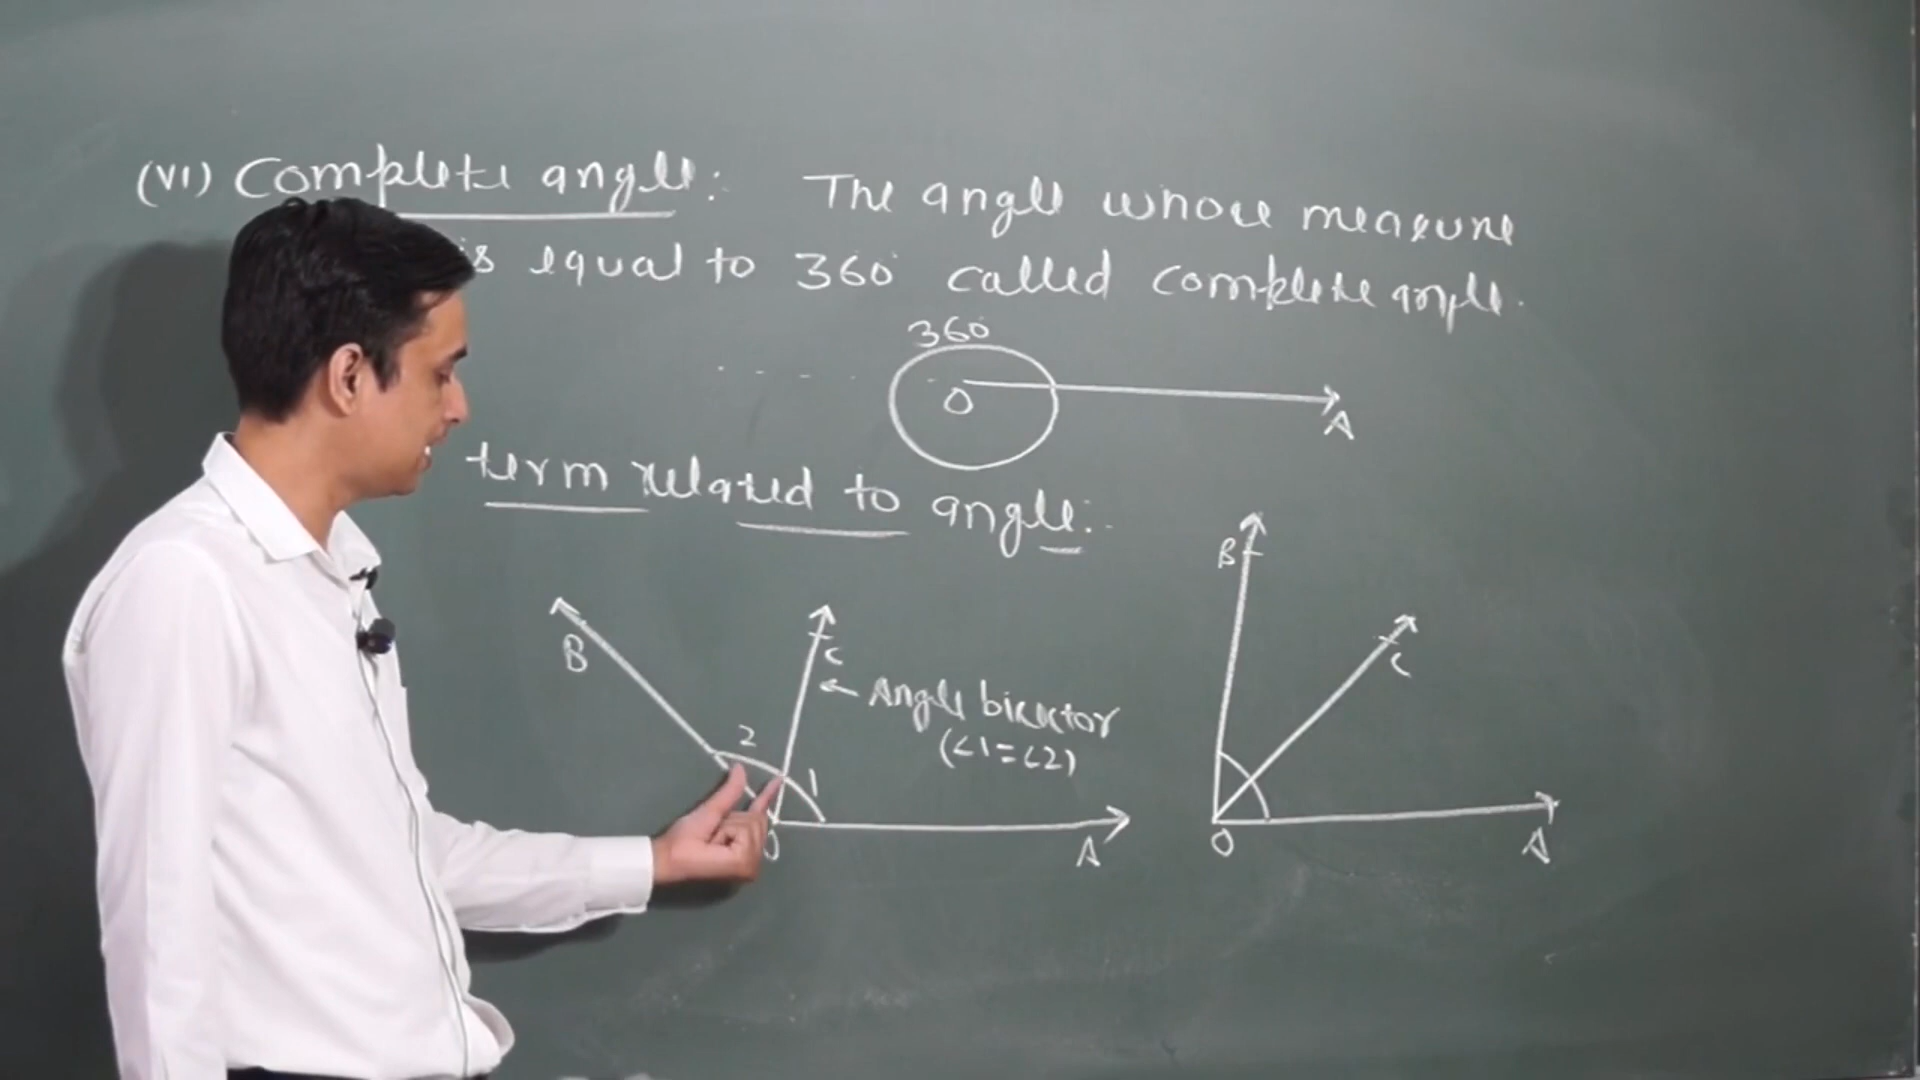 (VI) Complete angle: The angle whose measure
is equal to 360° called complete angle.
360°
O
A
term related to angle:
B
C
Angle bisector
(∠1=∠2)
2
1
O
A
B
C
O
A